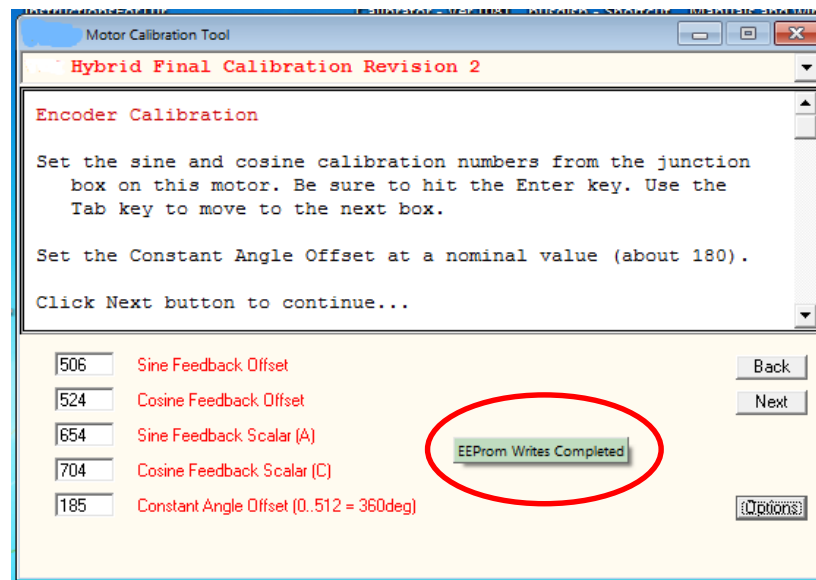 Motor Calibration Tool
Hybrid Final Calibration Revision 2
Encoder Calibration
Set the sine and cosine calibration numbers from the junction
box on this motor. Be sure to hit the Enter key. Use the
Tab key to move to the next box.
Set the Constant Angle Offset at a nominal value (about 180).
Click Next button to continue...
506 Sine Feedback Offset Back
524 Cosine Feedback Offset Next
654 Sine Feedback Scalar (A)
EEProm Writes Completed
704 Cosine Feedback Scalar (C)
185 Constant Angle Offset (0..512 = 360deg) Options